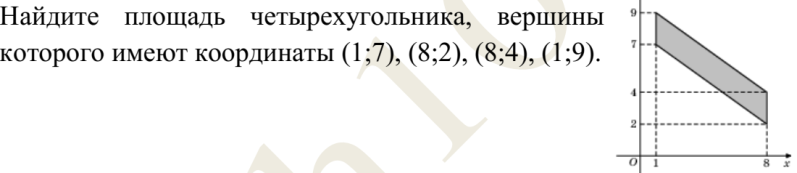 Найдите площадь четырехугольника, вершины
которого имеют координаты (1;7), (8;2), (8;4), (1;9).
9
7
4
2
O 1 8 x